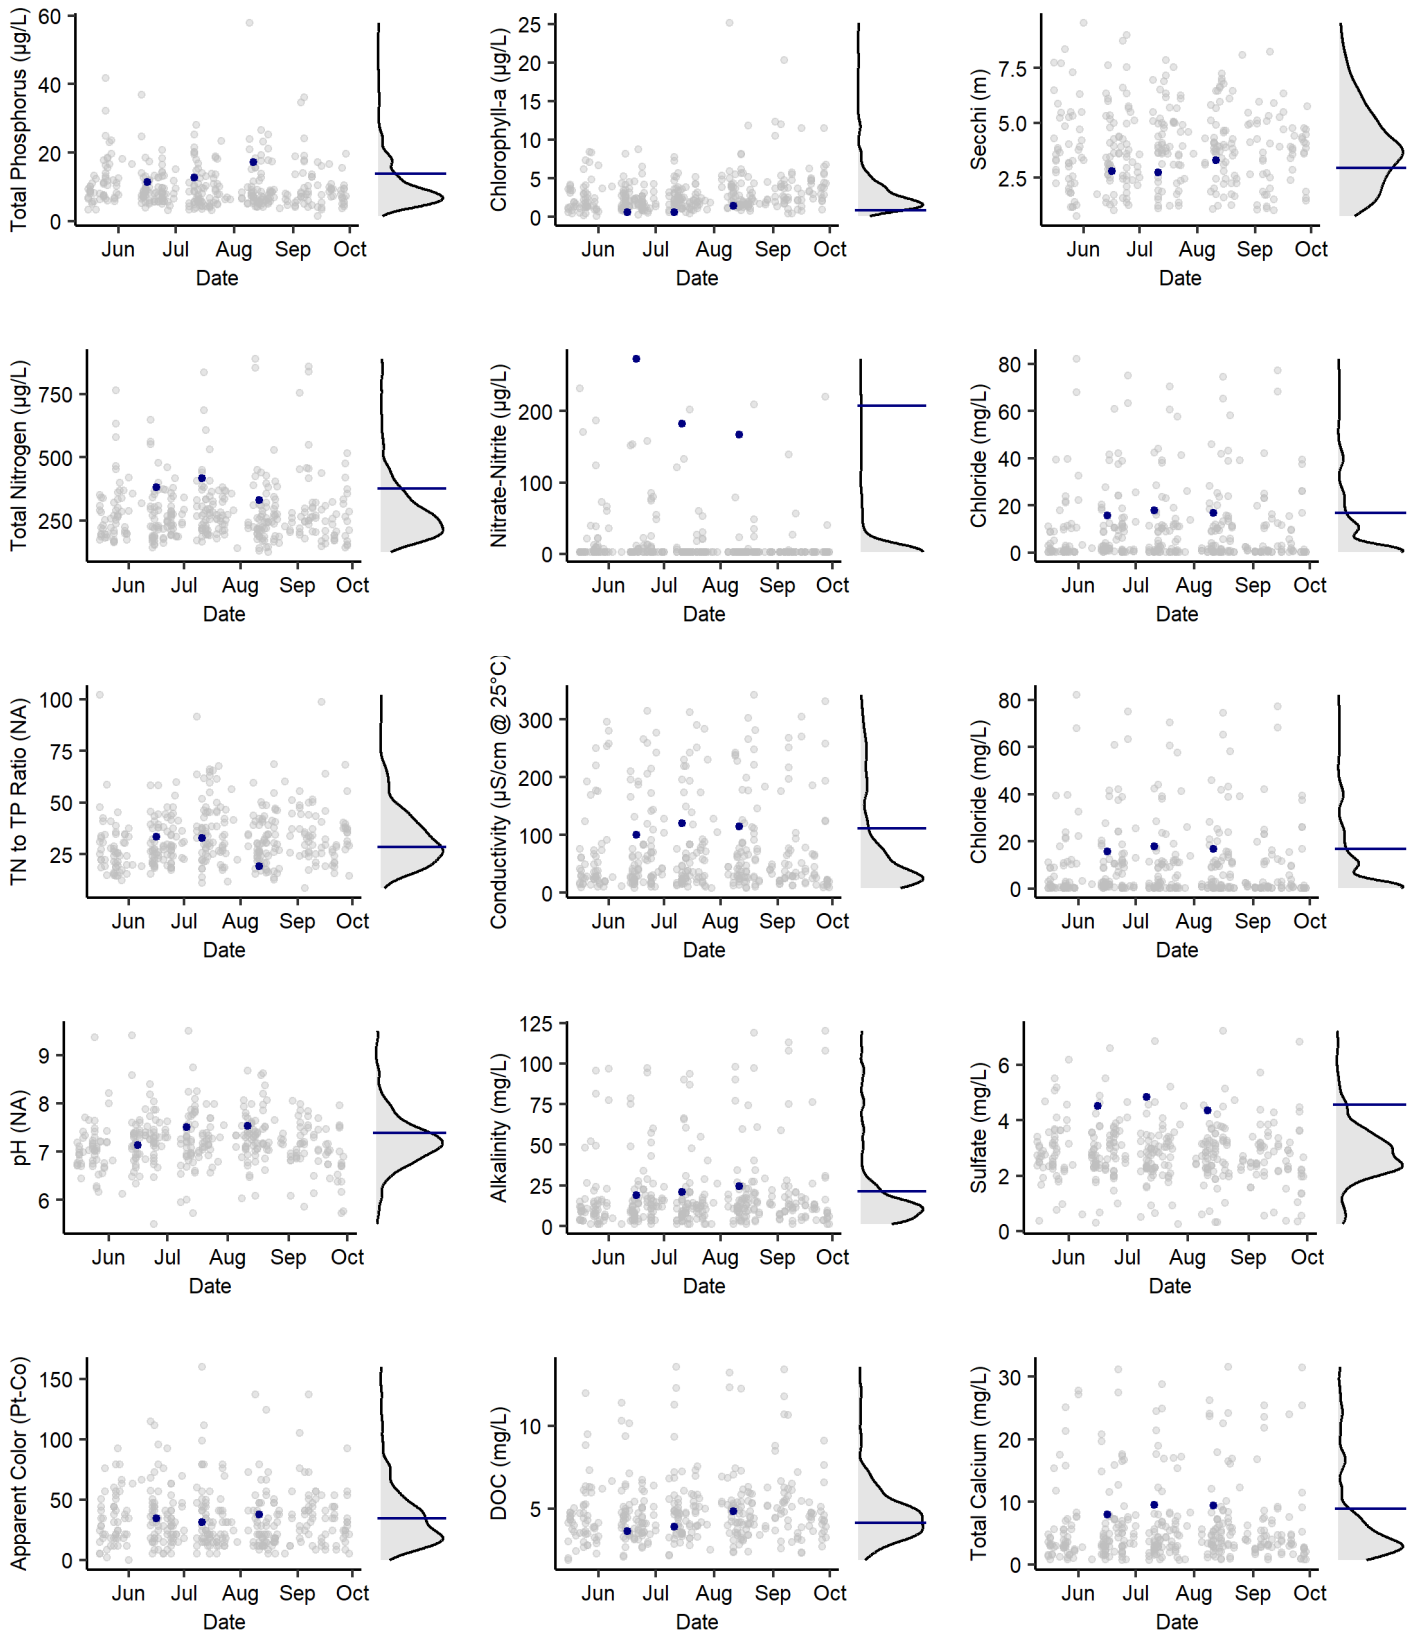 Total Phosphorus (µg/L)
60
40
20
0
Jun Jul Aug Sep Oct
Date
Chlorophyll-a (µg/L)
25
20
15
10
5
0
Jun Jul Aug Sep Oct
Date
Secchi (m)
7.5
5.0
2.5
Jun Jul Aug Sep Oct
Date
Total Nitrogen (µg/L)
750
500
250
Jun Jul Aug Sep Oct
Date
Nitrate-Nitrite (µg/L)
200
100
0
Jun Jul Aug Sep Oct
Date
Chloride (mg/L)
80
60
40
20
0
Jun Jul Aug Sep Oct
Date
TN to TP Ratio (NA)
100
75
50
25
Jun Jul Aug Sep Oct
Date
Conductivity (µS/cm @ 25°C)
300
200
100
0
Jun Jul Aug Sep Oct
Date
Chloride (mg/L)
80
60
40
20
0
Jun Jul Aug Sep Oct
Date
pH (NA)
9
8
7
6
Jun Jul Aug Sep Oct
Date
Alkalinity (mg/L)
125
100
75
50
25
0
Jun Jul Aug Sep Oct
Date
Sulfate (mg/L)
6
4
2
0
Jun Jul Aug Sep Oct
Date
Apparent Color (Pt-Co)
150
100
50
0
Jun Jul Aug Sep Oct
Date
DOC (mg/L)
10
5
Jun Jul Aug Sep Oct
Date
Total Calcium (mg/L)
30
20
10
0
Jun Jul Aug Sep Oct
Date